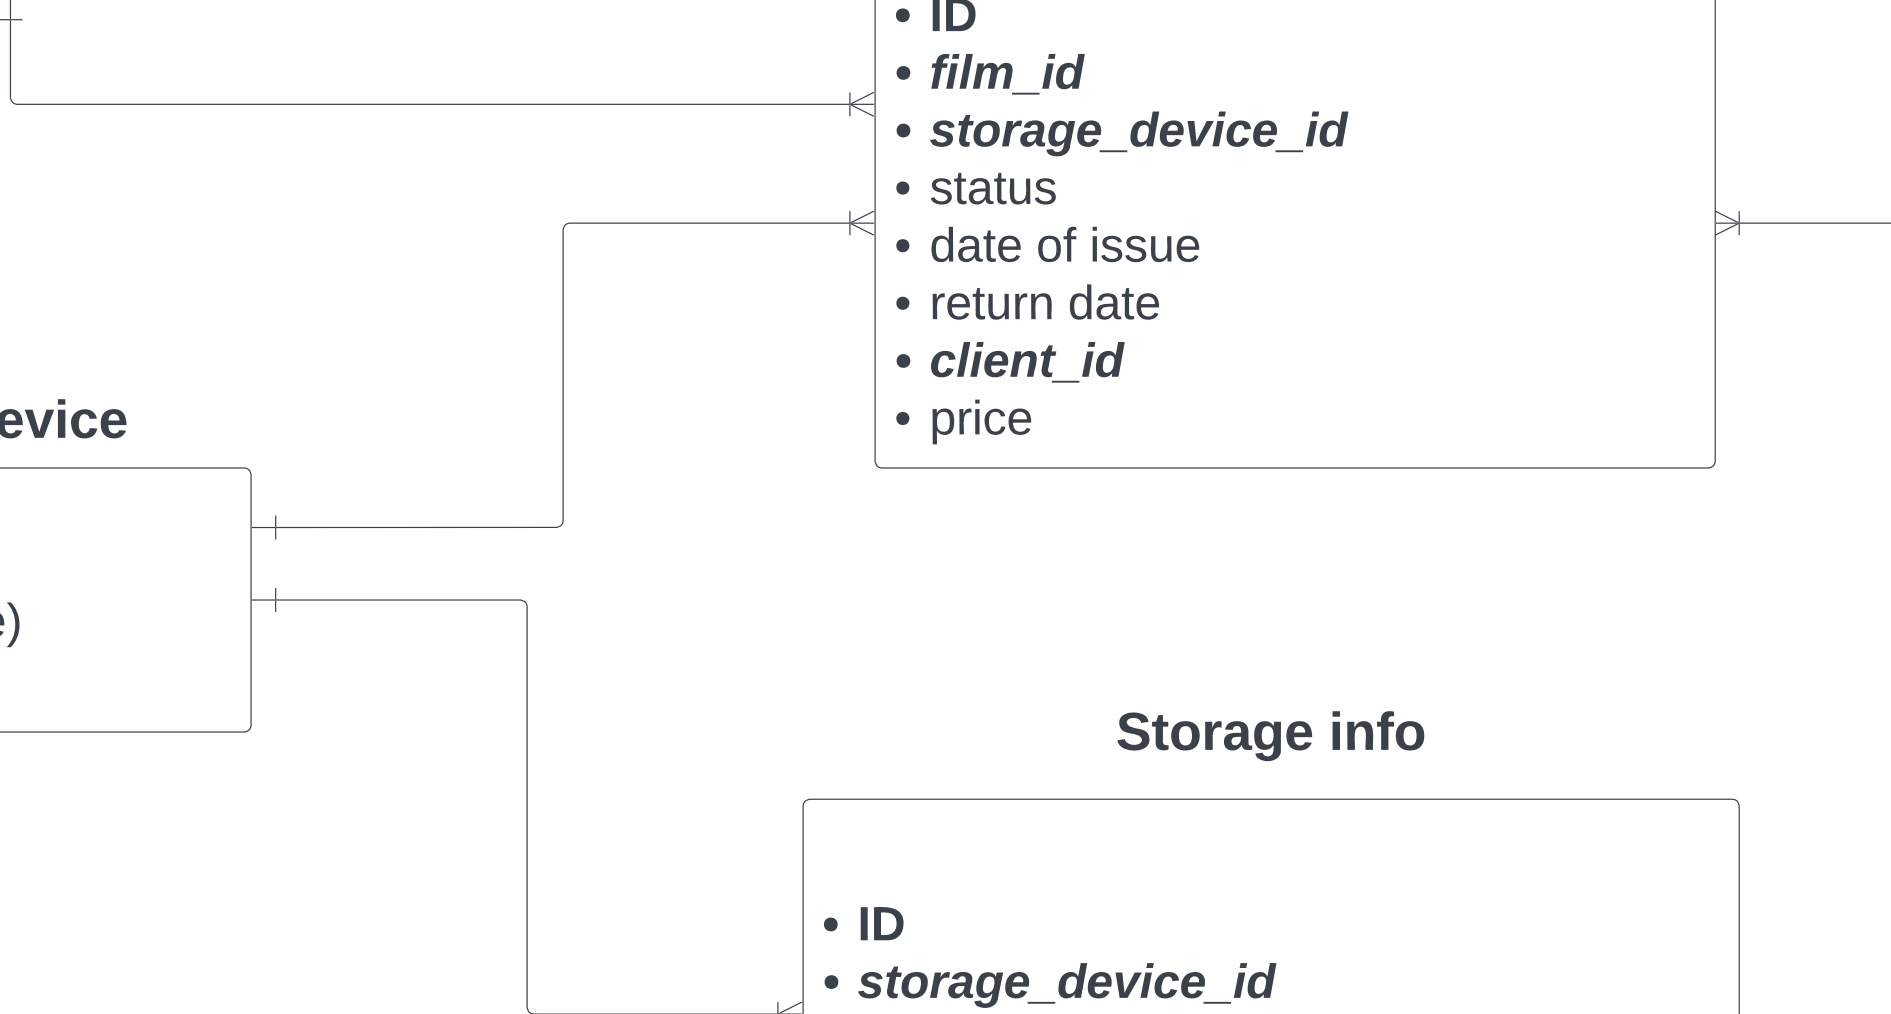 • ID
• film_id
• storage_device_id
• status
• date of issue
• return date
• client_id
• price
evice
e)
Storage info
• ID
• storage_device_id